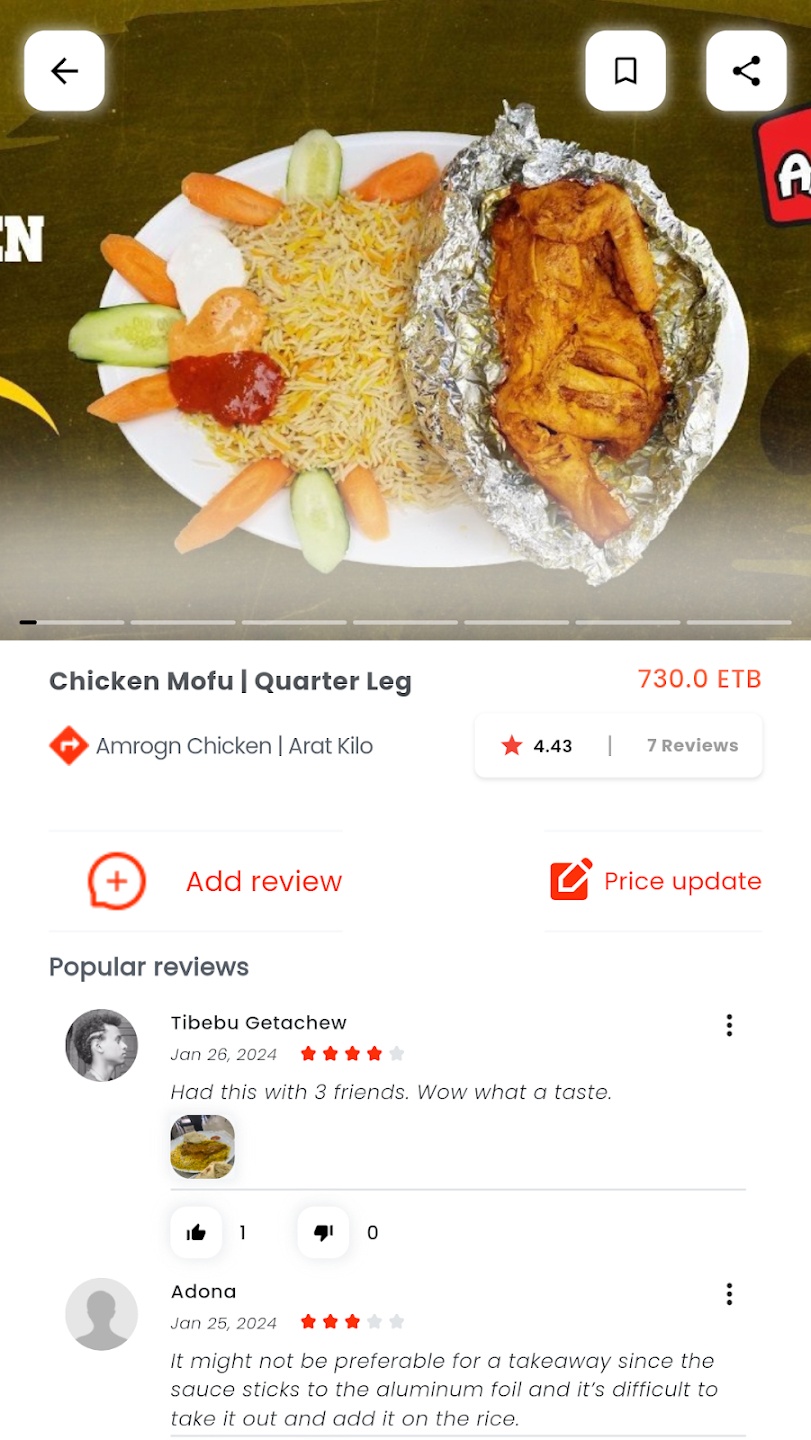 EN
A
Chicken Mofu | Quarter Leg
730.0 ETB
Amrogn Chicken | Arat Kilo
4.43 | 7 Reviews
Add review
Price update
Popular reviews
Tibebu Getachew
Jan 26, 2024
Had this with 3 friends. Wow what a taste.
1
0
Adona
Jan 25, 2024
It might not be preferable for a takeaway since the
sauce sticks to the aluminum foil and it’s difficult to
take it out and add it on the rice.